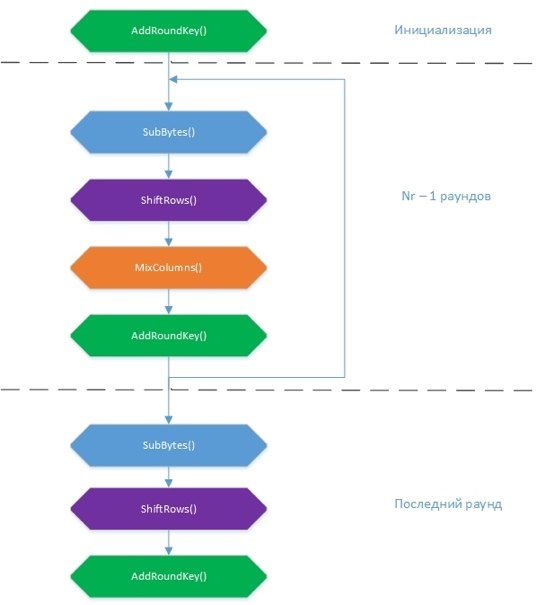 AddRoundKey()
Инициализация
SubBytes()
ShiftRows()
Nr – 1 раундов
MixColumns()
AddRoundKey()
SubBytes()
ShiftRows()
Последний раунд
AddRoundKey()